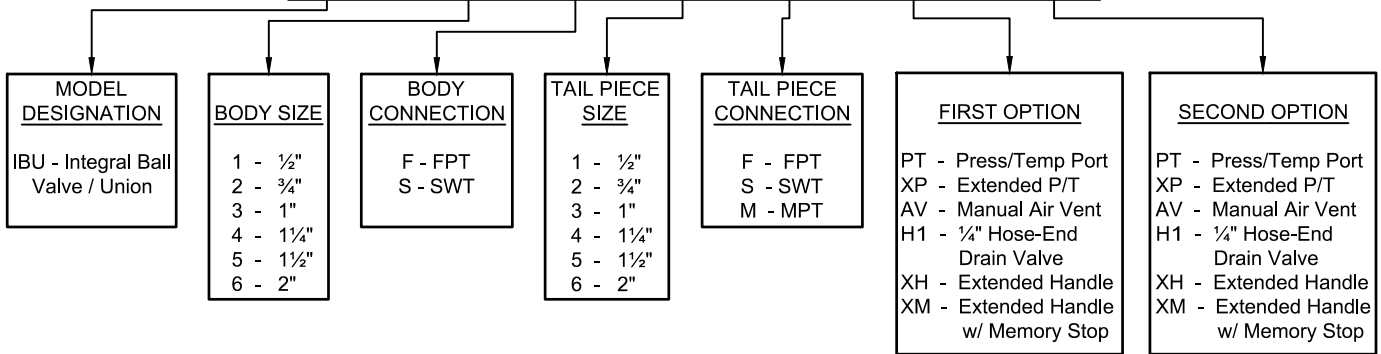 MODEL
DESIGNATION
IBU - Integral Ball
Valve / Union
BODY SIZE
1 - ½"
2 - ¾"
3 - 1"
4 - 1¼"
5 - 1½"
6 - 2"
BODY
CONNECTION
F - FPT
S - SWT
TAIL PIECE
SIZE
1 - ½"
2 - ¾"
3 - 1"
4 - 1¼"
5 - 1½"
6 - 2"
TAIL PIECE
CONNECTION
F - FPT
S - SWT
M - MPT
FIRST OPTION
PT - Press/Temp Port
XP - Extended P/T
AV - Manual Air Vent
H1 - ¼" Hose-End
Drain Valve
XH - Extended Handle
XM - Extended Handle
w/ Memory Stop
SECOND OPTION
PT - Press/Temp Port
XP - Extended P/T
AV - Manual Air Vent
H1 - ¼" Hose-End
Drain Valve
XH - Extended Handle
XM - Extended Handle
w/ Memory Stop